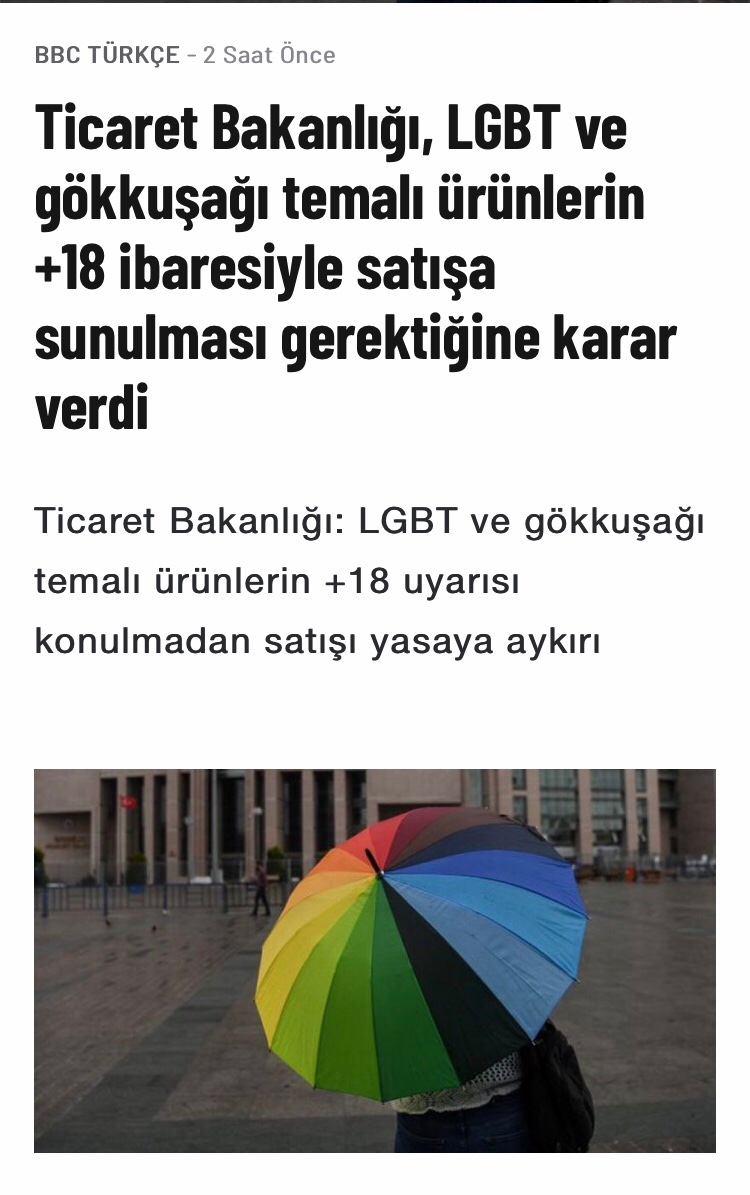 BBC TÜRKÇE - 2 Saat Önce
Ticaret Bakanlığı, LGBT ve
gökkuşağı temalı ürünlerin
+18 ibaresiyle satışa
sunulması gerektiğine karar
verdi
Ticaret Bakanlığı: LGBT ve gökkuşağı
temalı ürünlerin +18 uyarısı
konulmadan satışı yasaya aykırı